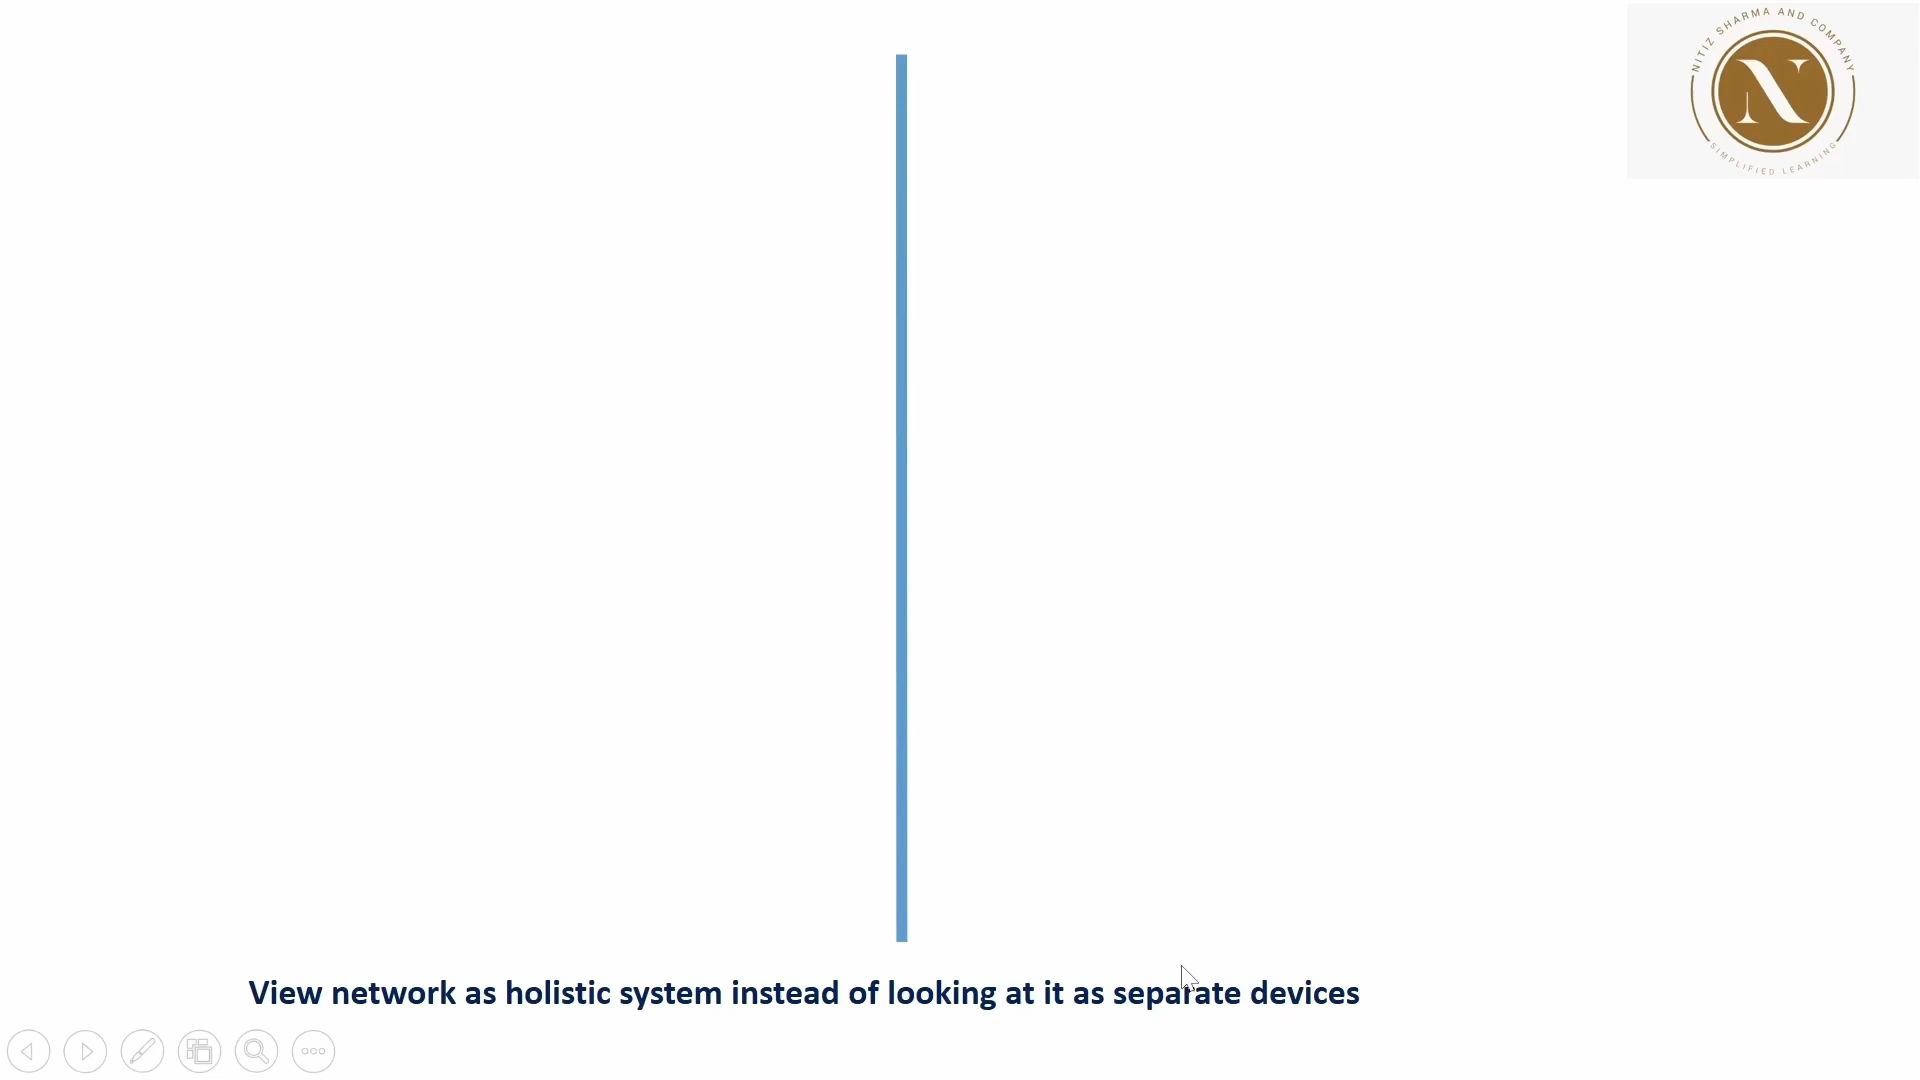 NITIZ SHARMA AND COMPANY
N
SIMPLIFIED LEARNING
View network as holistic system instead of looking at it as separate devices